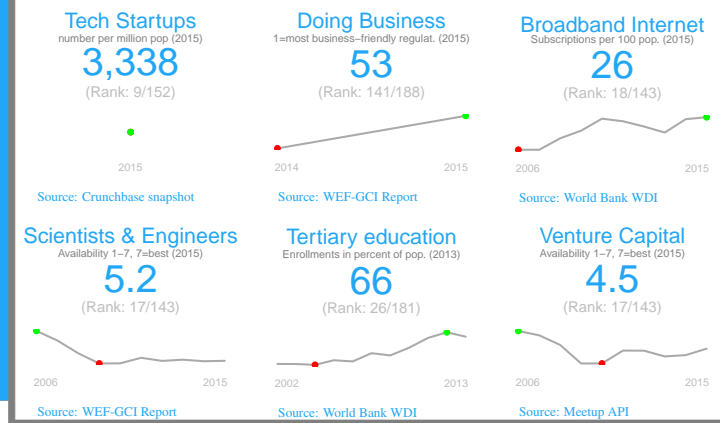 Tech Startups
number per million pop (2015)
3,338
(Rank: 9/152)
2015
Source: Crunchbase snapshot
Doing Business
1=most business−friendly regulat. (2015)
53
(Rank: 141/188)
2014 2015
Source: WEF-GCI Report
Broadband Internet
Subscriptions per 100 pop. (2015)
26
(Rank: 18/143)
2006 2015
Source: World Bank WDI
Scientists & Engineers
Availability 1−7, 7=best (2015)
5.2
(Rank: 17/143)
2006 2015
Source: WEF-GCI Report
Tertiary education
Enrollments in percent of pop. (2013)
66
(Rank: 26/181)
2002 2013
Source: World Bank WDI
Venture Capital
Availability 1−7, 7=best (2015)
4.5
(Rank: 17/143)
2006 2015
Source: Meetup API